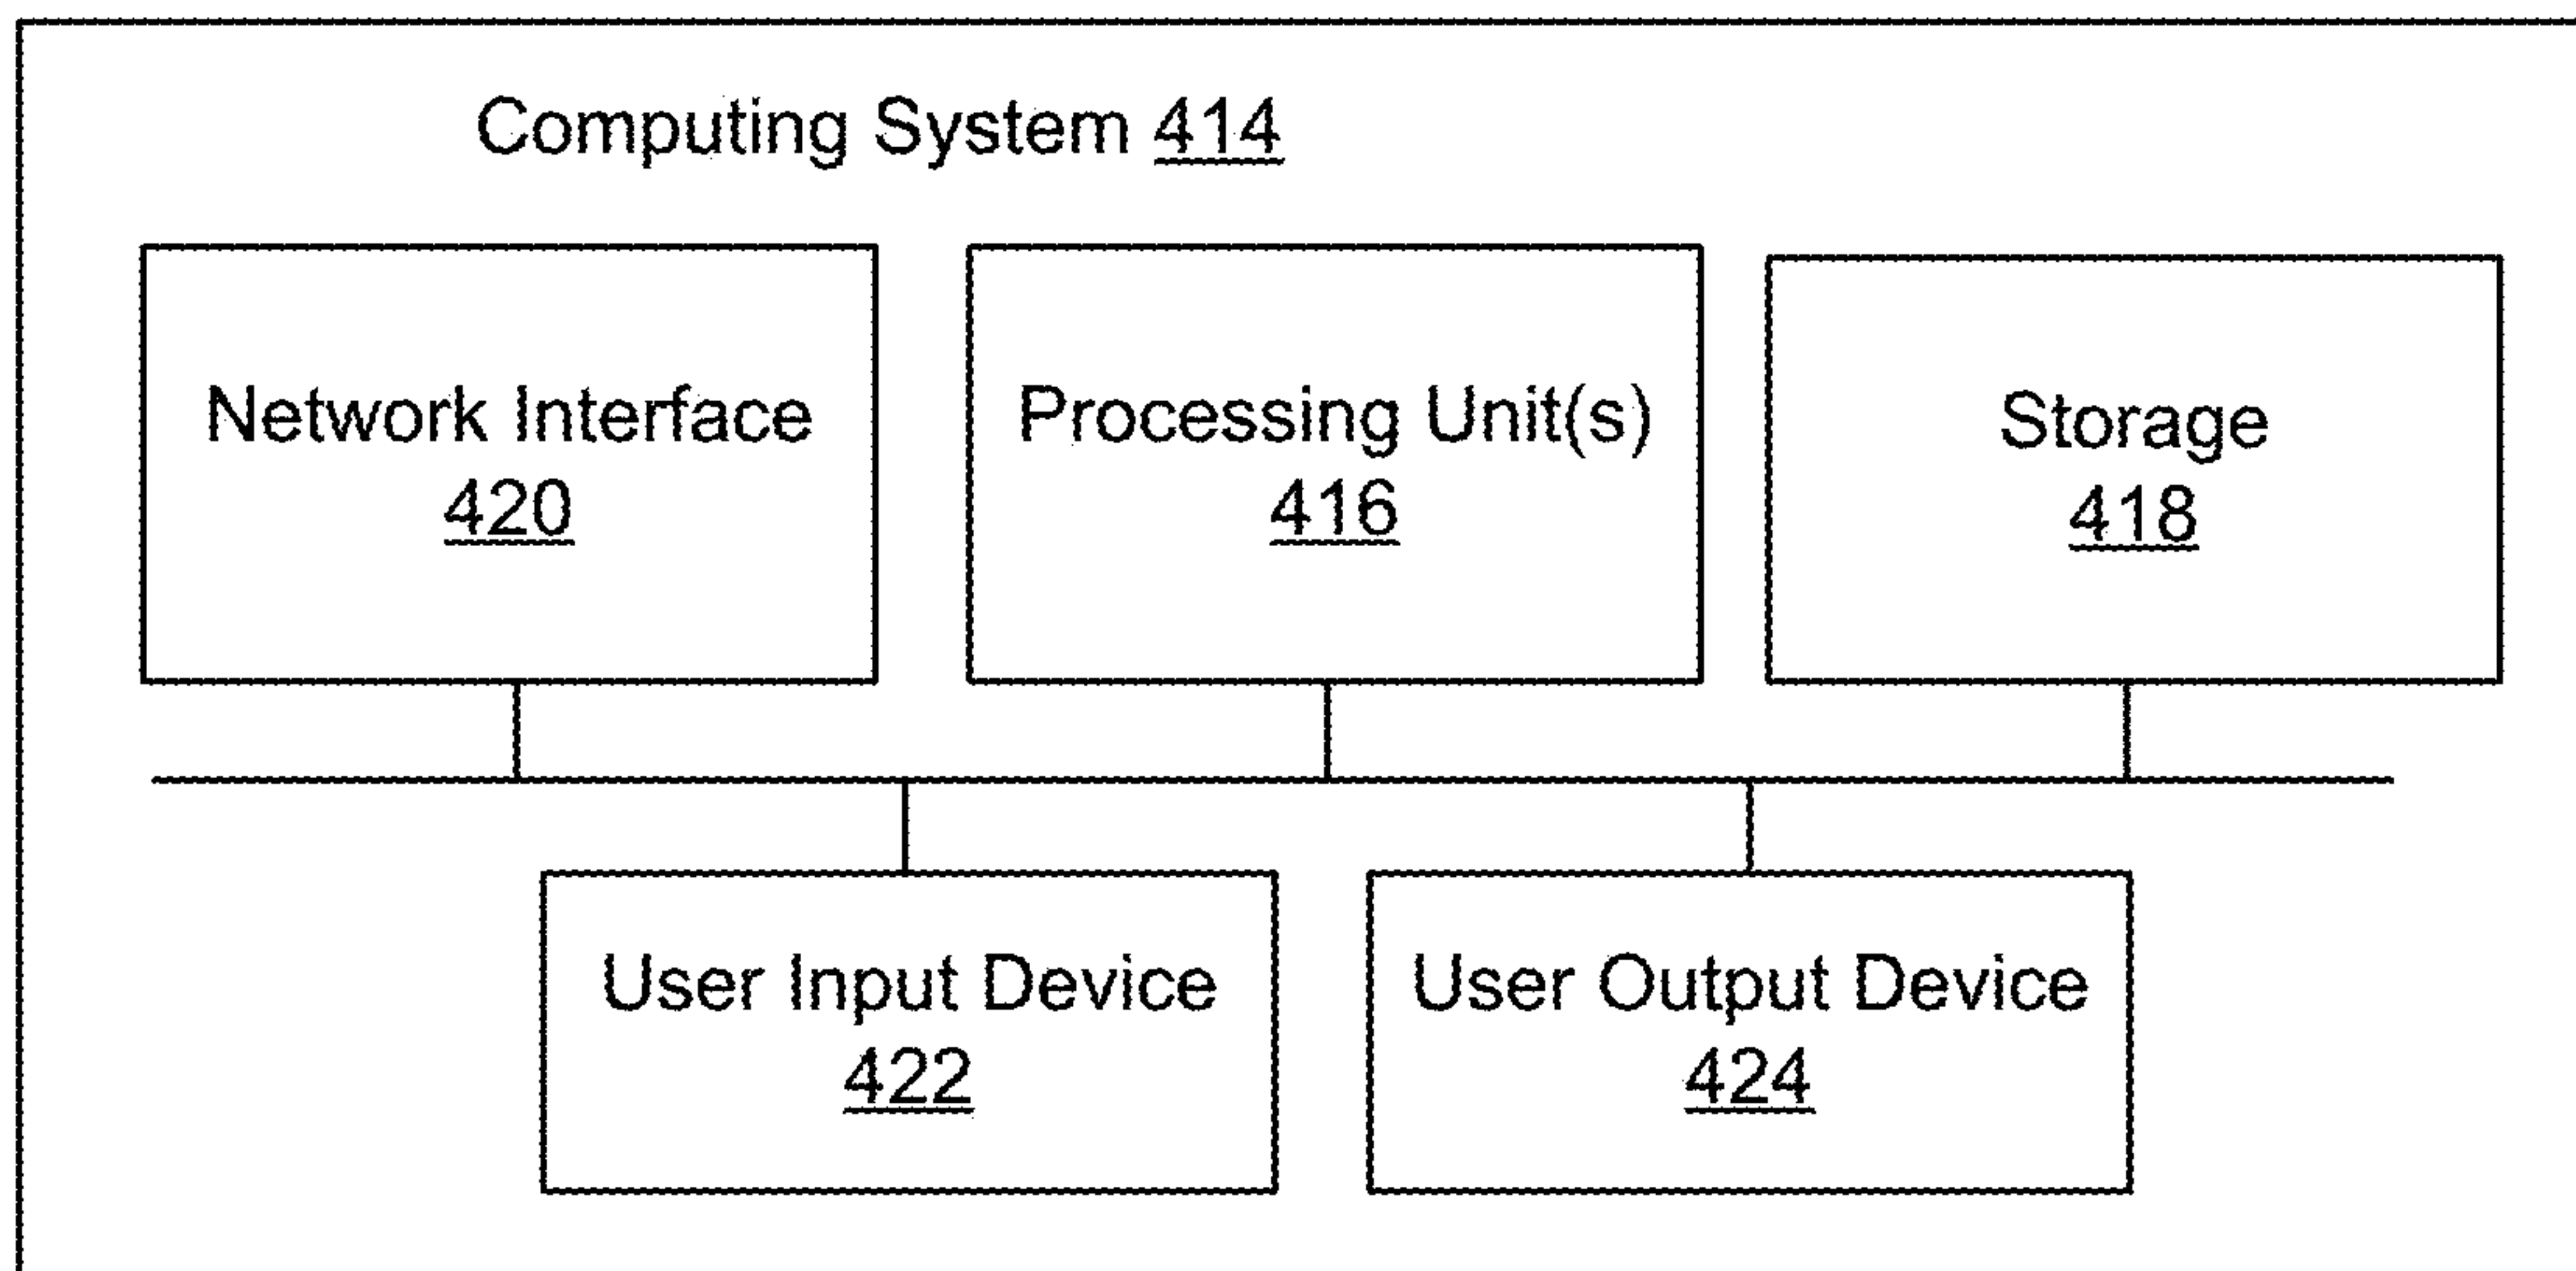 Computing System 414
Network Interface
420
Processing Unit(s)
416
Storage
418
User Input Device
422
User Output Device
424